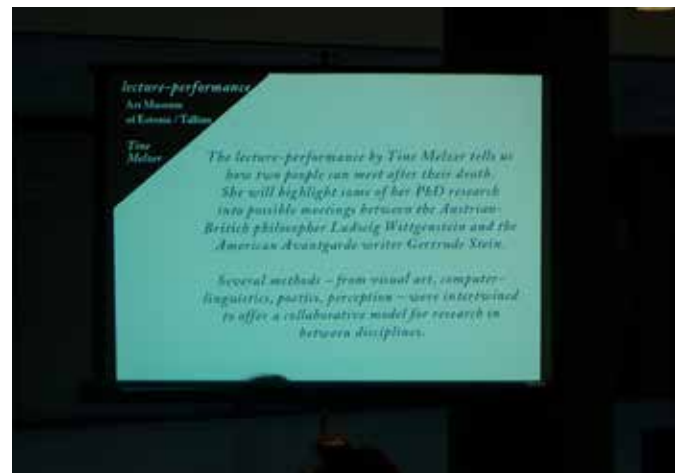 lecture-performance
Art Museum
of Estonia / Tallinn
Tine
Melzer
The lecture-performance by Tine Melzer tells us
how two people can meet after their death.
She will highlight some of her PhD research
into possible meetings between the Austrian-
British philosopher Ludwig Wittgenstein and the
American Avantgarde writer Gertrude Stein.
Several methods – from visual art, computer-
linguistics, poetics, perception – were intertwined
to offer a collaborative model for research in
between disciplines.